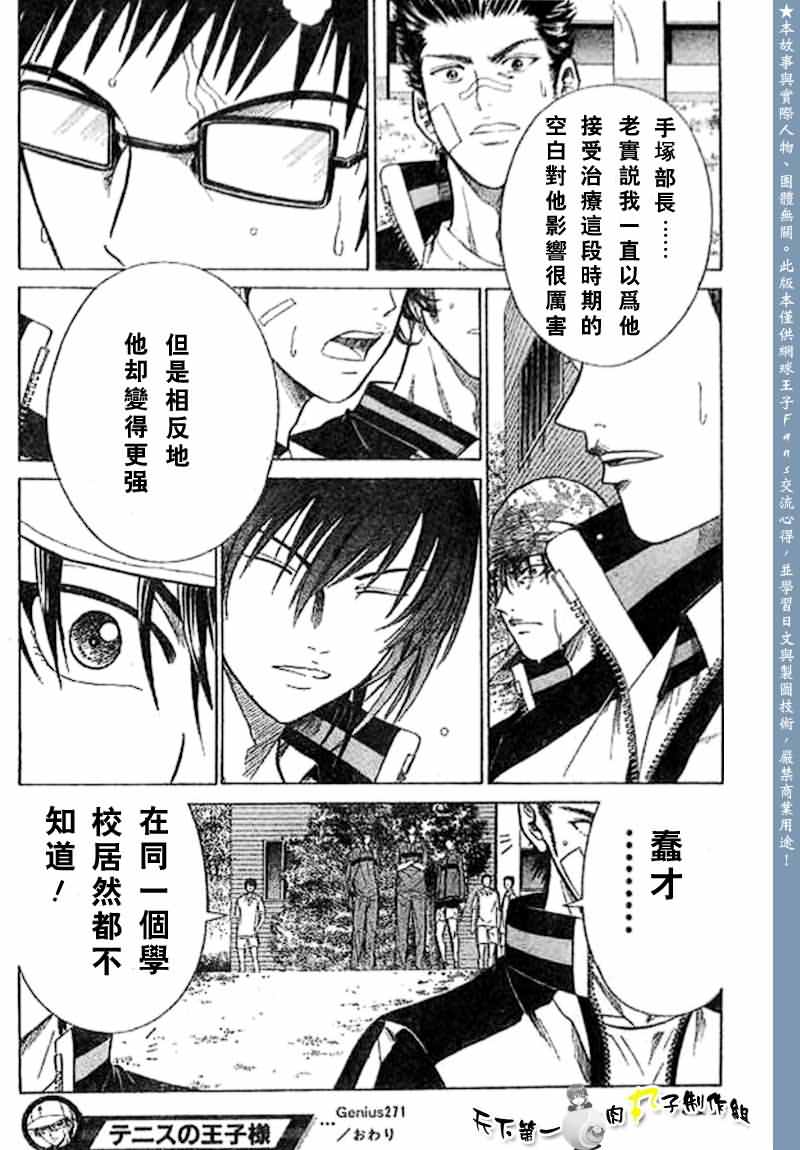 手塚部長……
老實説我一直以爲他
接受治療這段時期的
空白對他影響很厲害
但是相反地
他却變得更强
蠢才
……
在同一個學
校居然都不
知道！
テニスの王子様
…
Genius271
／おわり
天下第一
肉丸子制作組
★本故事與實際人物、團體無關。此版本僅供網球王子Fans交流心得，並學習日文與製圖技術，嚴禁商業用途！